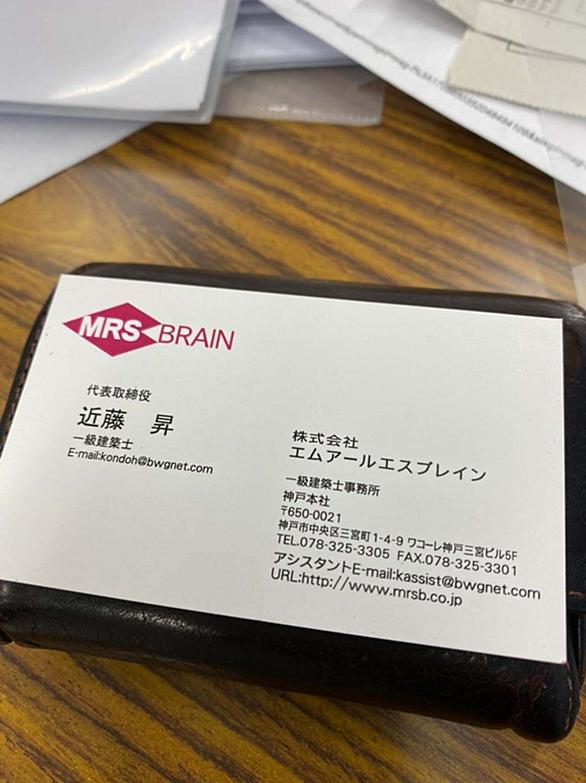 MRS BRAIN
代表取締役
近藤 昇
一級建築士
E-mail:kondoh@bwgnet.com
株式会社
エムアールエスブレイン
一級建築士事務所
神戸本社
〒650-0021
神戸市中央区三宮町1-4-9 ワコーレ神戸三宮ビル5F
TEL.078-325-3305 FAX.078-325-3301
アシスタントE-mail:kassist@bwgnet.com
URL:http://www.mrsb.co.jp